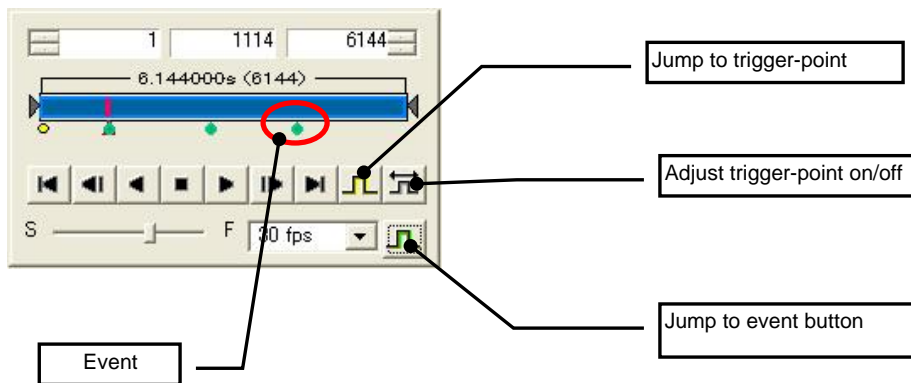 1 1114 6144
6.144000s (6144)
S F 30 fps
Jump to trigger-point
Adjust trigger-point on/off
Jump to event button
Event